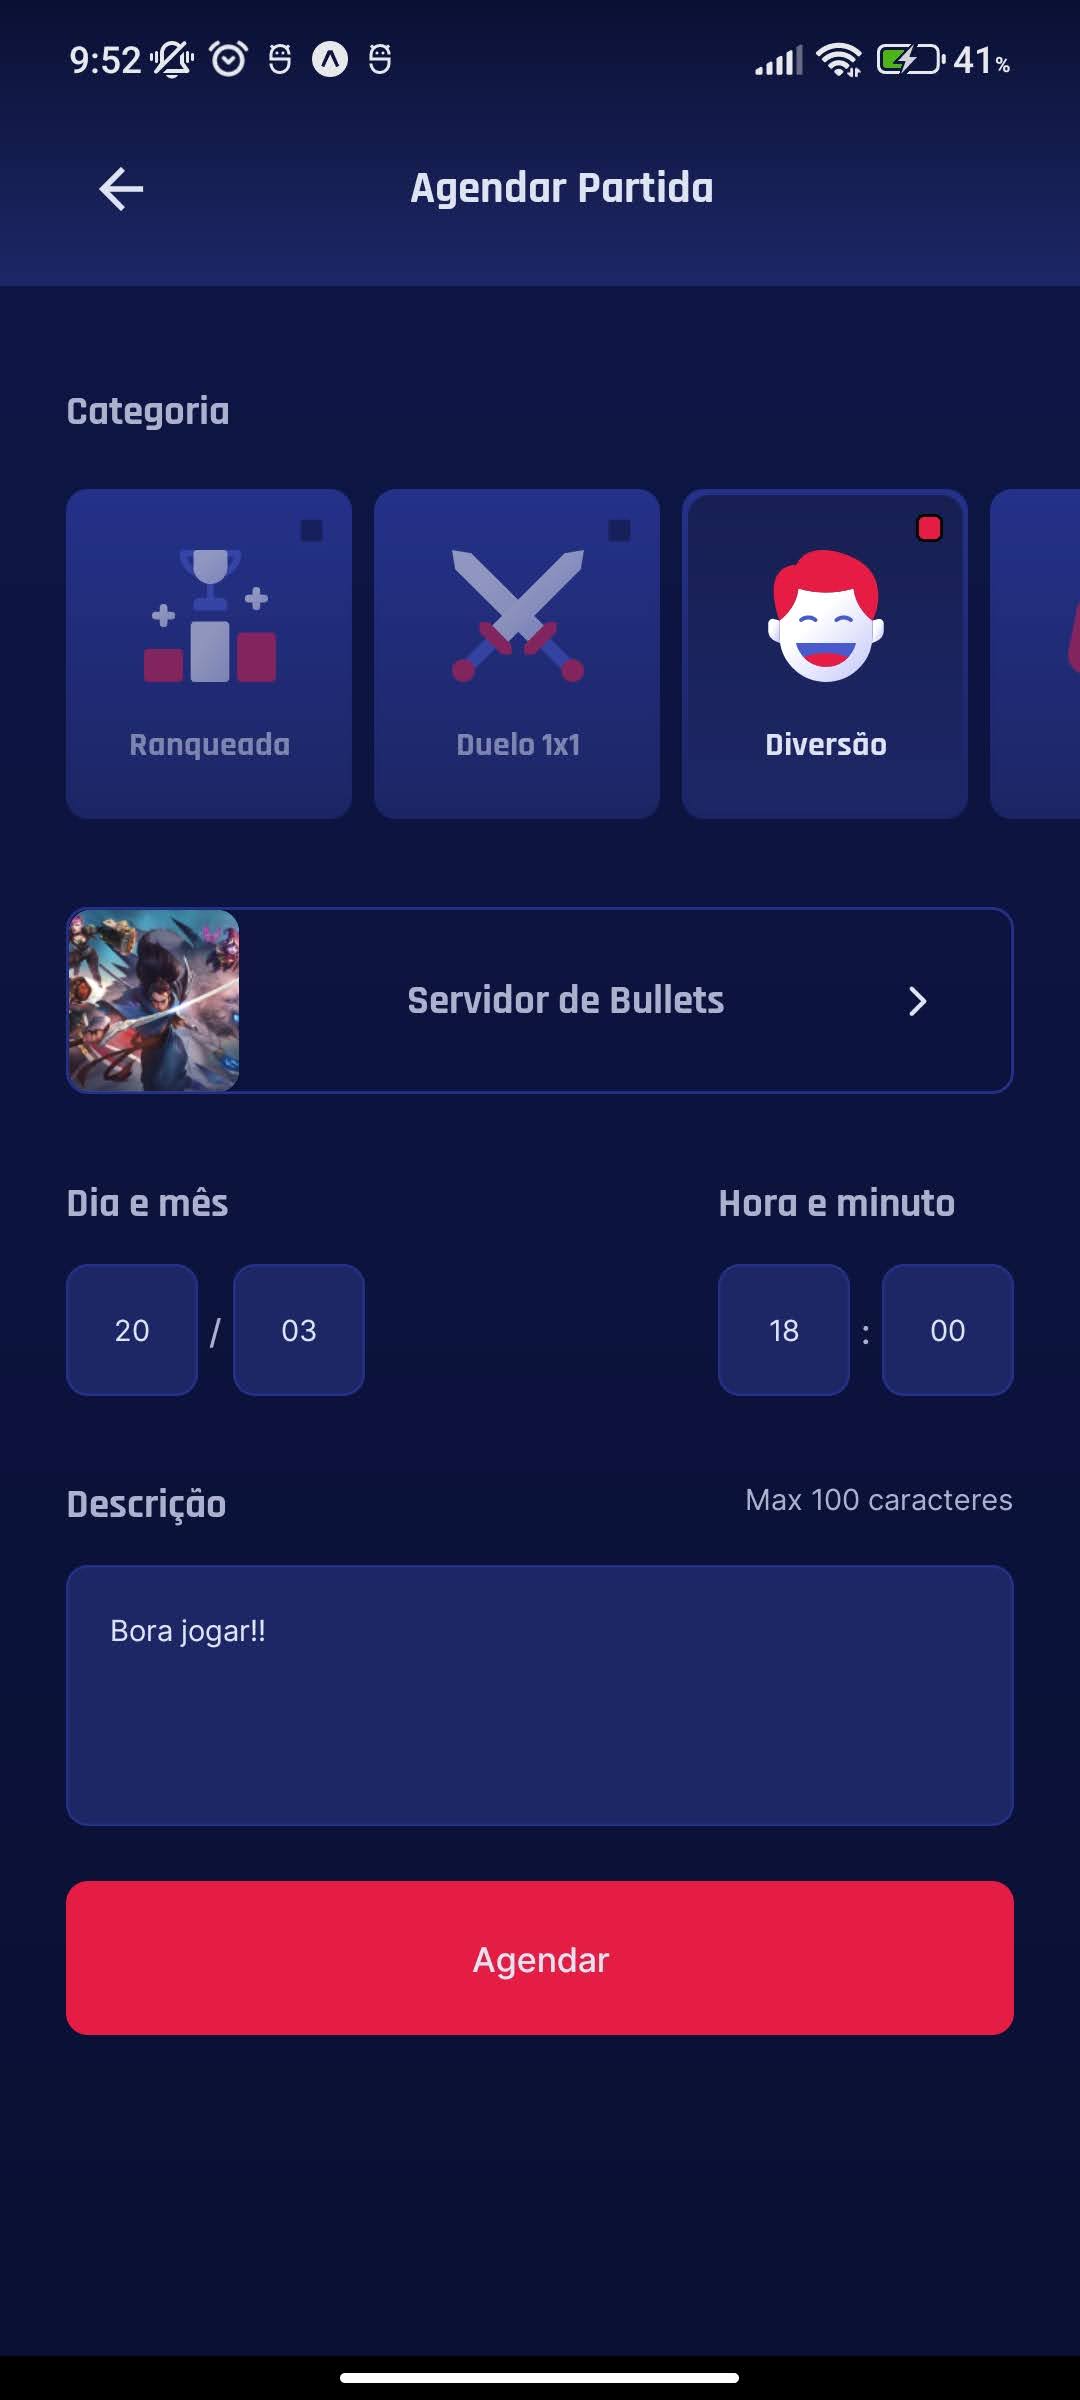 9:52
41%
Agendar Partida
Categoria
Ranqueada
Duelo 1x1
Diversão
Servidor de Bullets
Dia e mês
Hora e minuto
20 / 03
18 : 00
Descrição
Max 100 caracteres
Bora jogar!!
Agendar